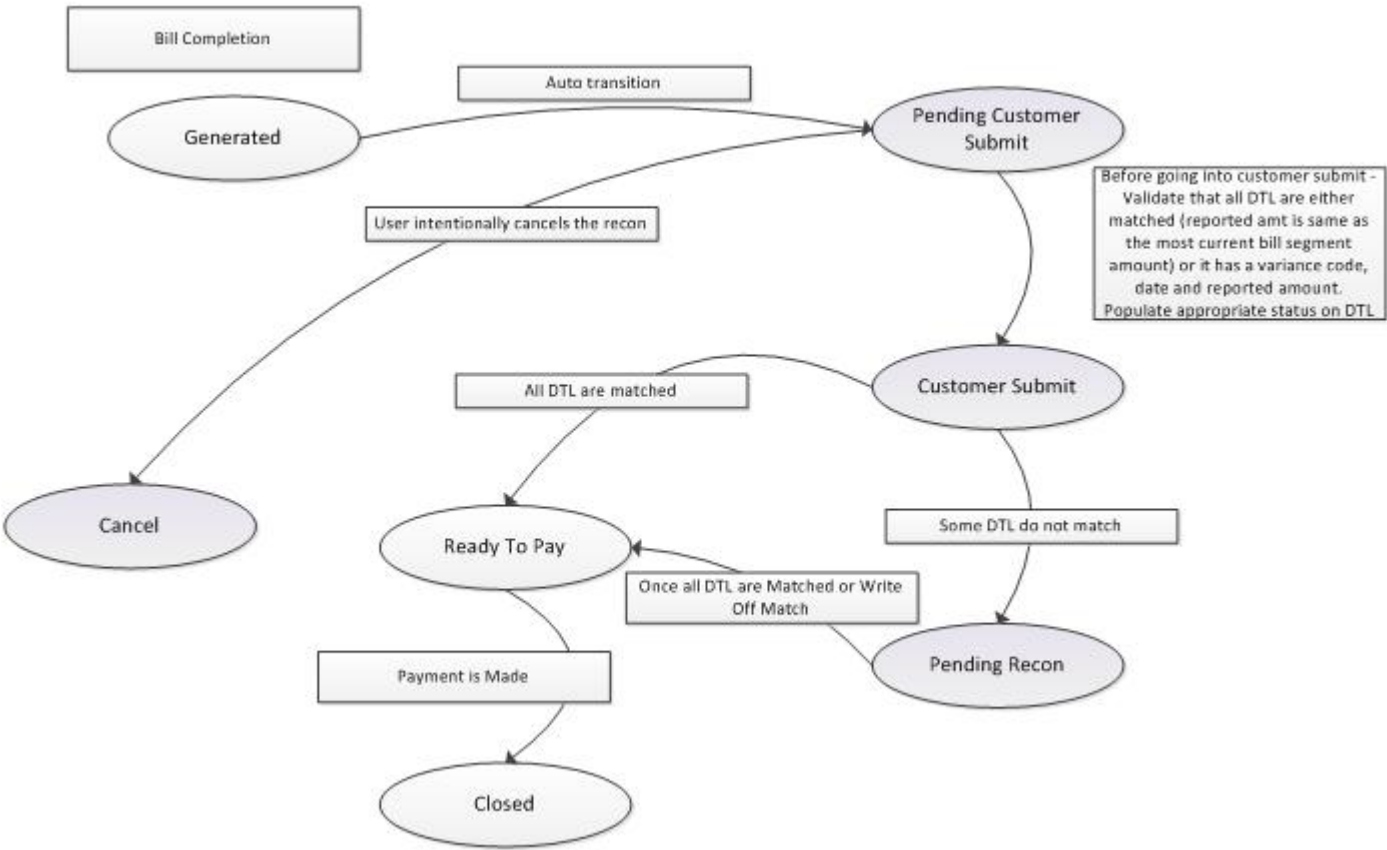 Bill Completion
Auto transition
Generated
Pending Customer
Submit
Before going into customer submit -
Validate that all DTL are either
matched (reported amt is same as
the most current bill segment
amount) or it has a variance code,
date and reported amount.
Populate appropriate status on DTL
User intentionally cancels the recon
All DTL are matched
Customer Submit
Cancel
Some DTL do not match
Ready To Pay
Once all DTL are Matched or Write
Off Match
Pending Recon
Payment is Made
Closed